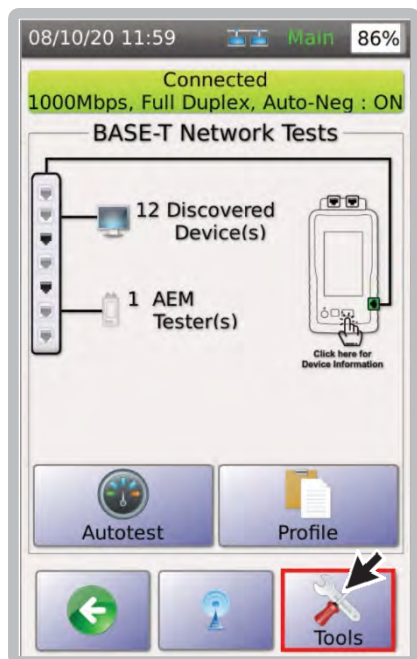 08/10/20 11:59 Main 86%
Connected
1000Mbps, Full Duplex, Auto-Neg : ON
BASE-T Network Tests
12 Discovered
Device(s)
1 AEM
Tester(s)
Click here for
Device Information
Autotest Profile
Tools